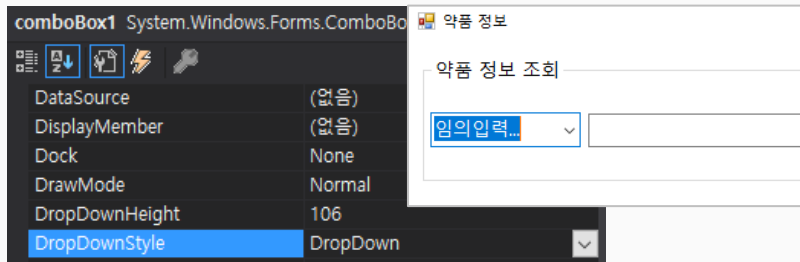 comboBox1 System.Windows.Forms.ComboBo
DataSource (없음)
DisplayMember (없음)
Dock None
DrawMode Normal
DropDownHeight 106
DropDownStyle DropDown
약품 정보
약품 정보 조회
임의입력...